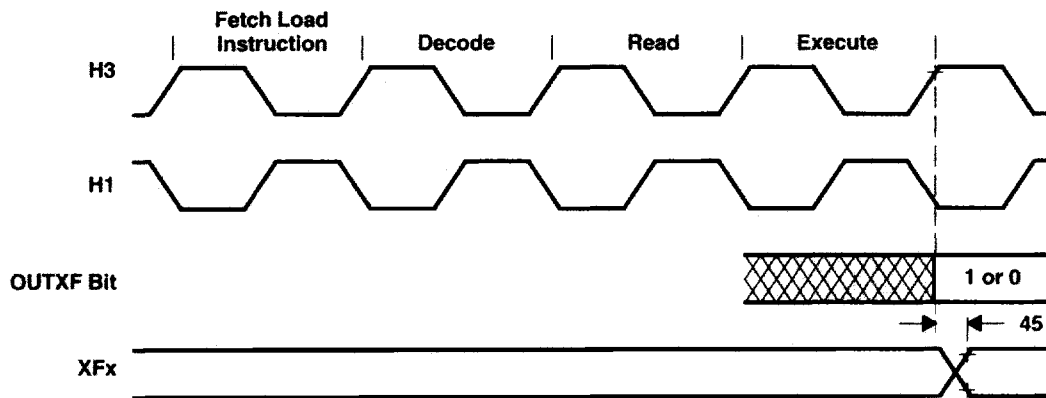 Fetch Load
Instruction
Decode
Read
Execute
H3
H1
OUTXF Bit
1 or 0
45
XFx